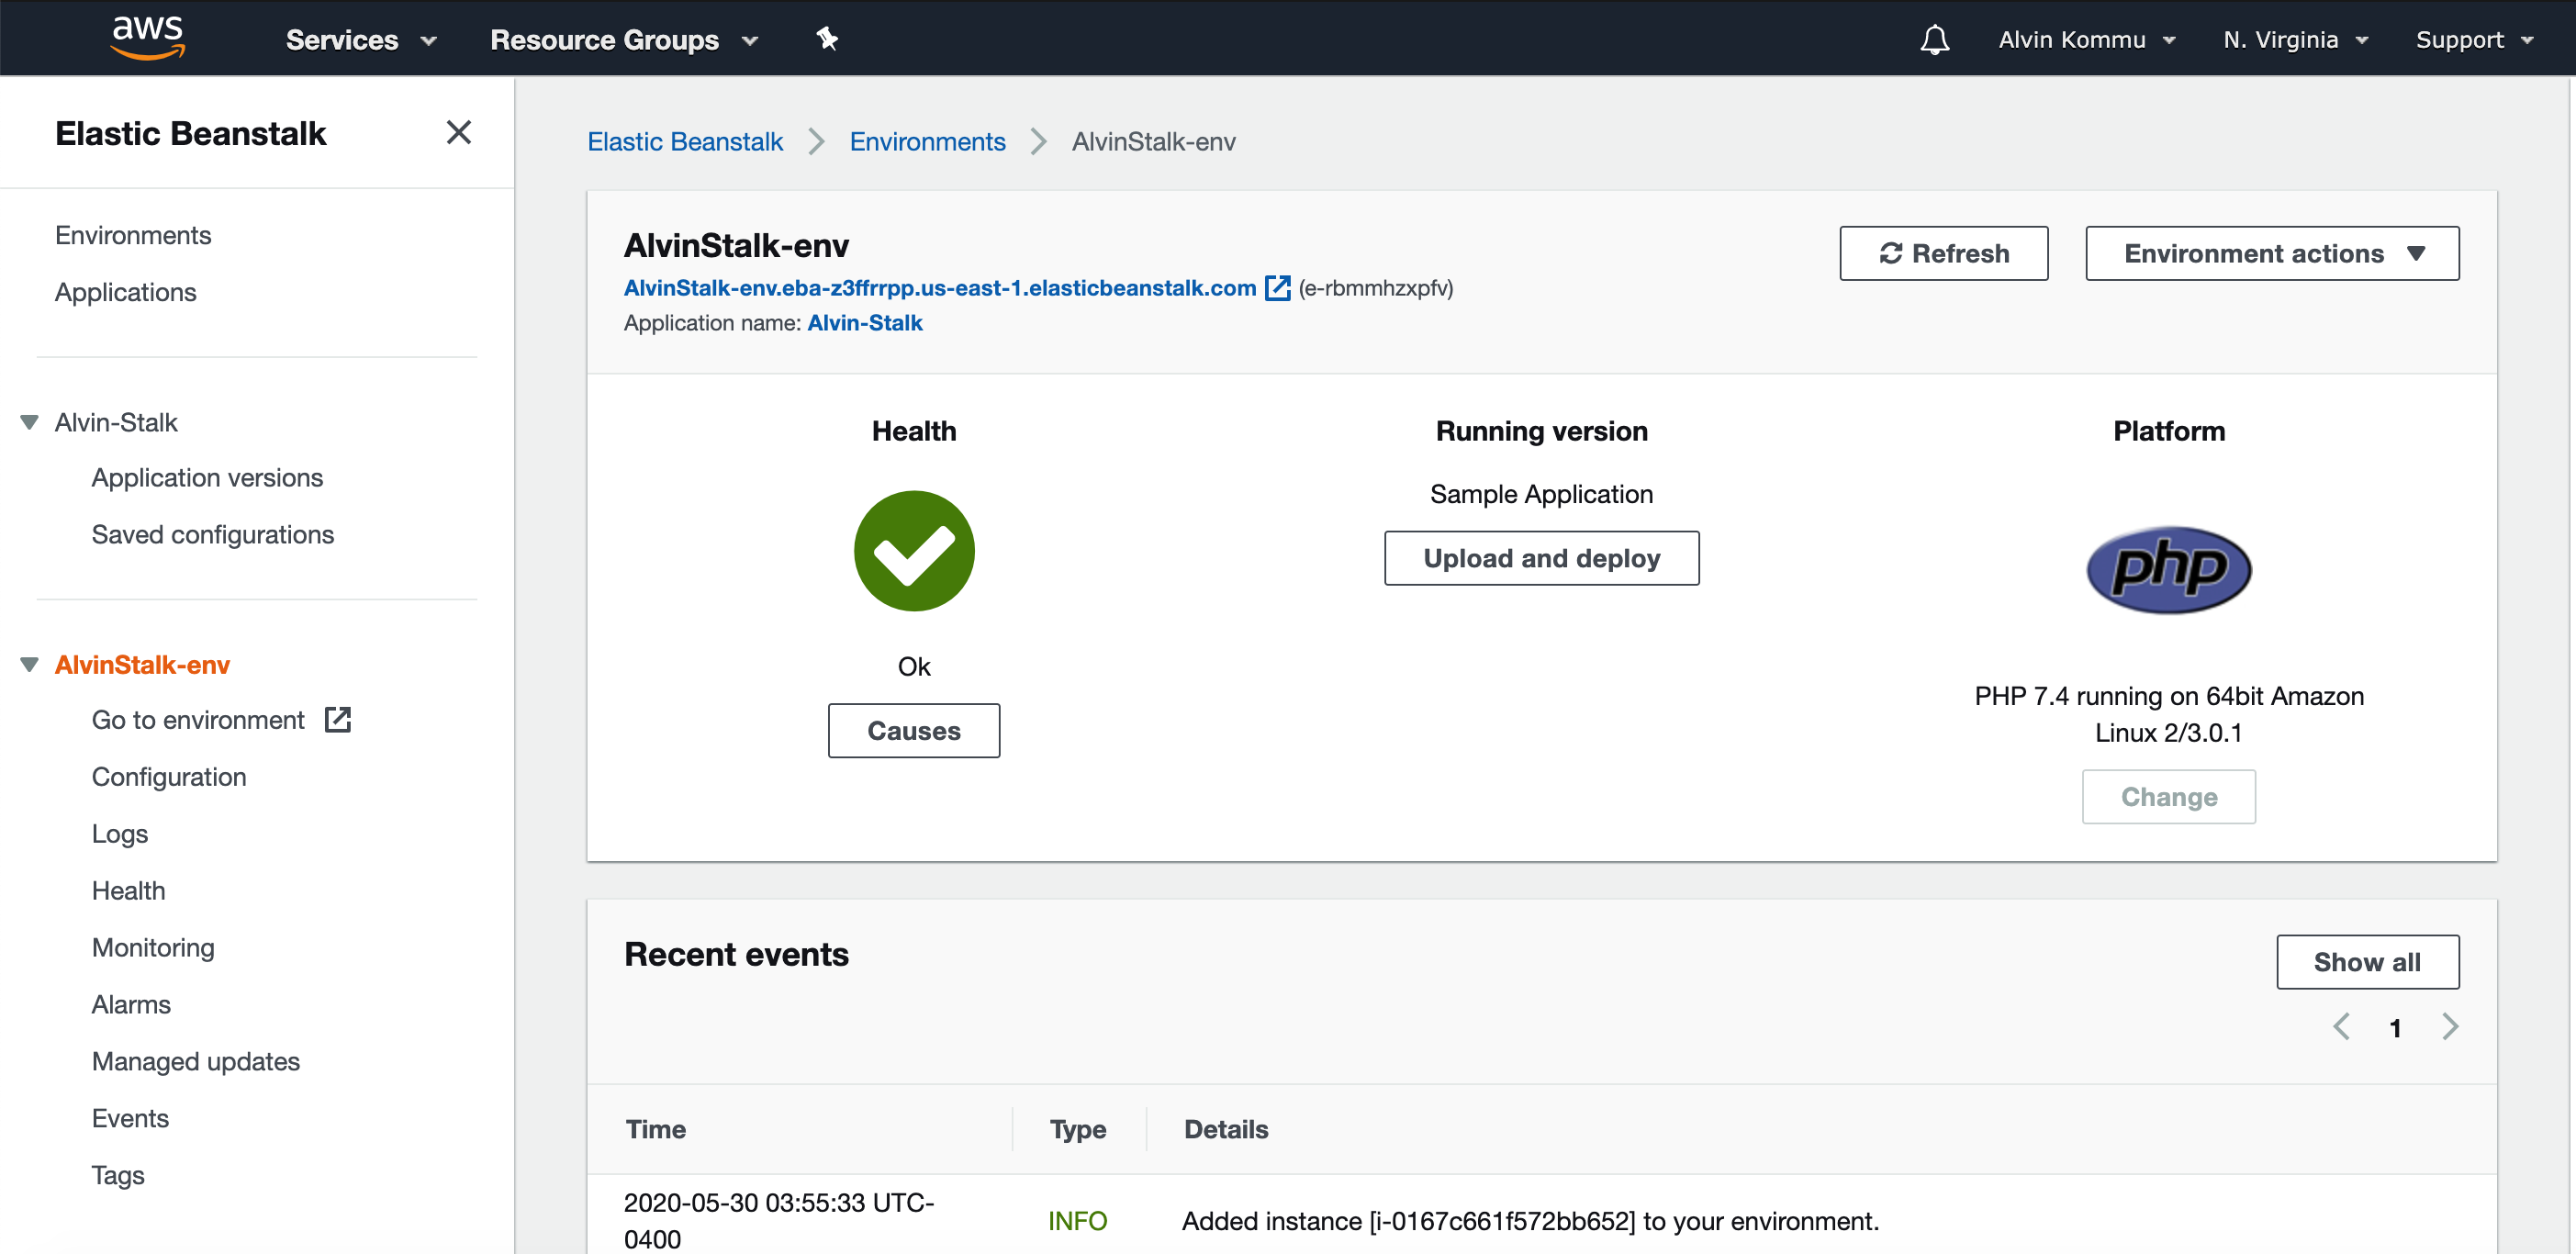 aws Services Resource Groups Alvin Kommu N. Virginia Support
Elastic Beanstalk
Environments
Applications
Alvin-Stalk
Application versions
Saved configurations
AlvinStalk-env
Go to environment
Configuration
Logs
Health
Monitoring
Alarms
Managed updates
Events
Tags
Elastic Beanstalk Environments AlvinStalk-env
AlvinStalk-env
Refresh Environment actions
AlvinStalk-env.eba-z3ffrrpp.us-east-1.elasticbeanstalk.com (e-rbmmhzxpfv)
Application name: Alvin-Stalk
Health
Ok
Causes
Running version
Sample Application
Upload and deploy
Platform
php
PHP 7.4 running on 64bit Amazon
Linux 2/3.0.1
Change
Recent events
Show all
1
Time Type Details
2020-05-30 03:55:33 UTC-
0400
INFO
Added instance [i-0167c661f572bb652] to your environment.